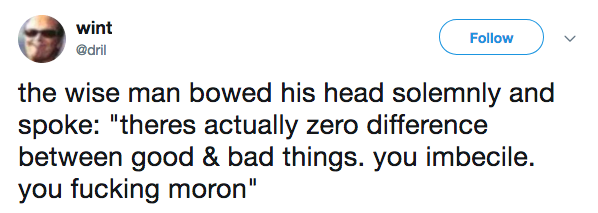 wint
@dril
Follow
the wise man bowed his head solemnly and
spoke: "theres actually zero difference
between good & bad things. you imbecile.
you fucking moron"